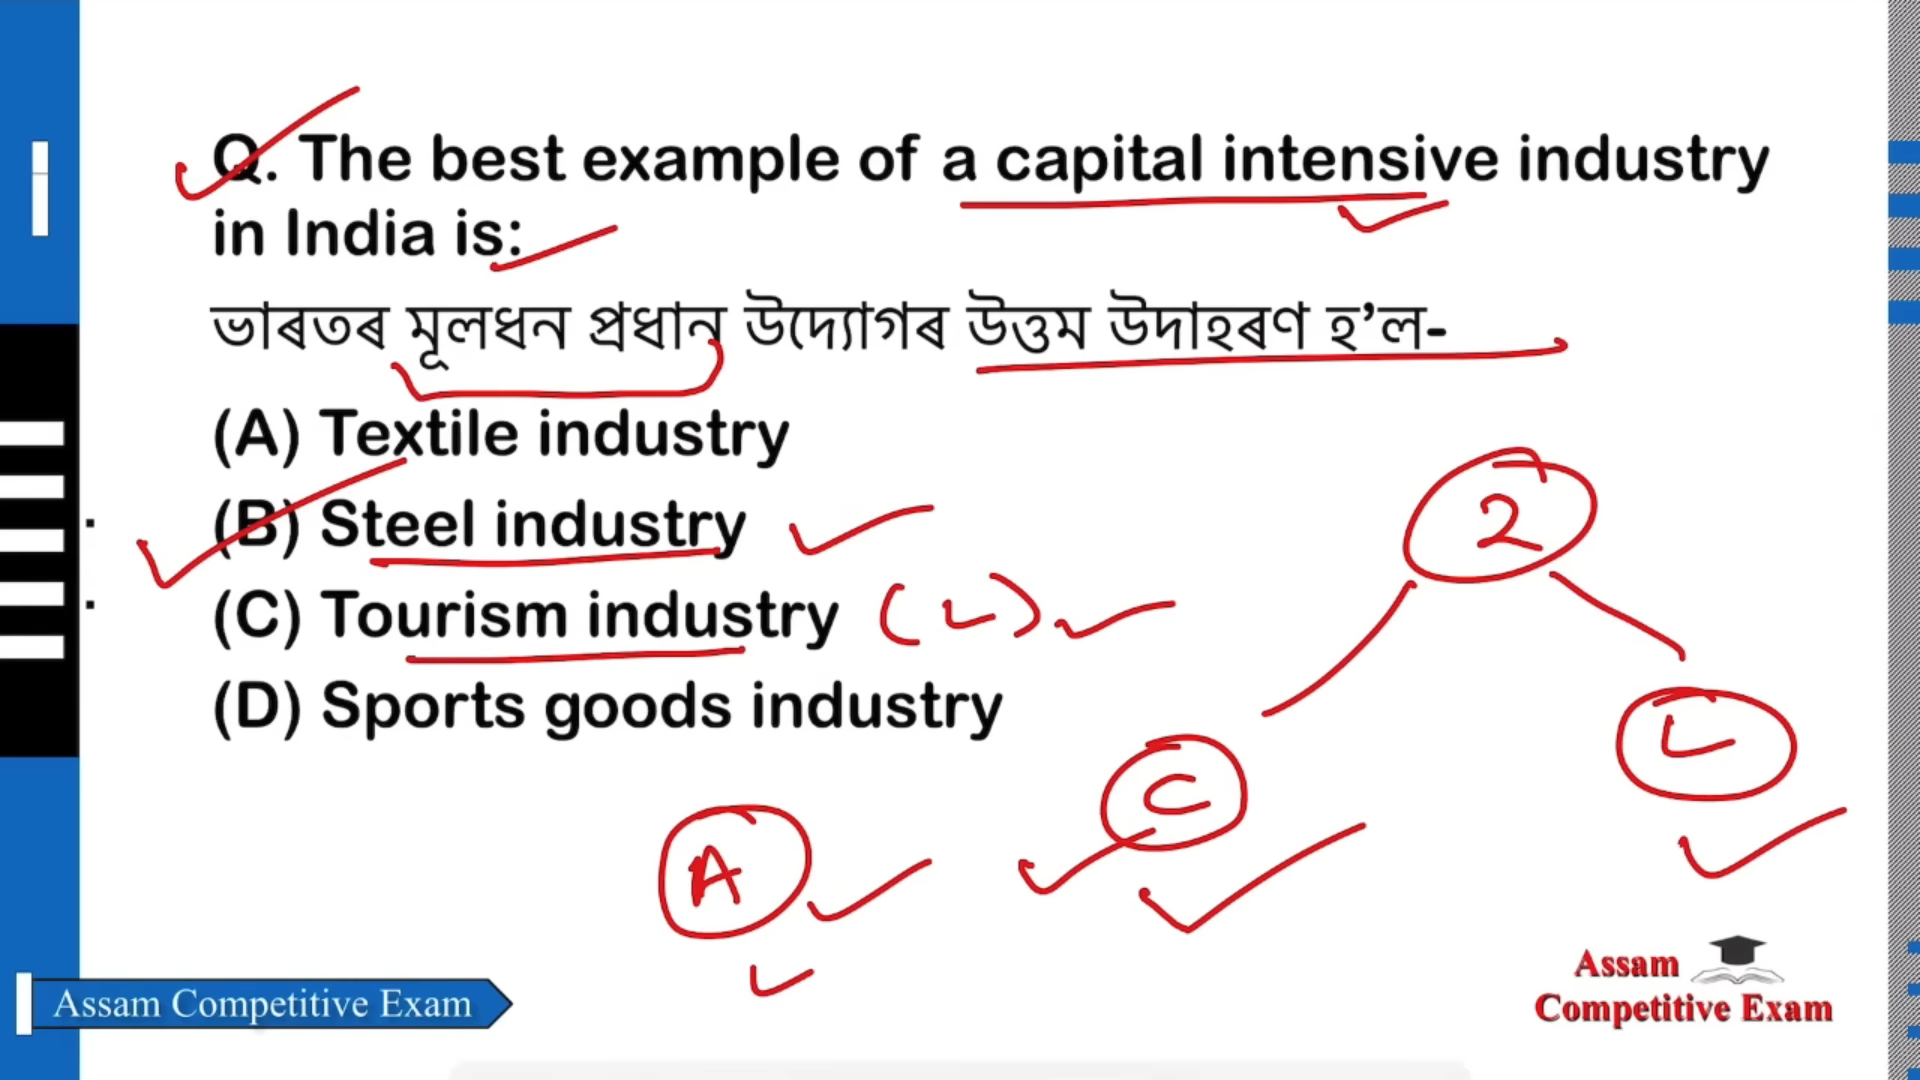 Q. The best example of a capital intensive industry
in India is:
ভাৰতৰ মূলধন প্ৰধান উদ্যোগৰ উত্তম উদাহৰণ হ’ল-
(A) Textile industry
(B) Steel industry
(C) Tourism industry (L)
(D) Sports goods industry
2
L
C
A
Assam Competitive Exam
Assam
Competitive Exam